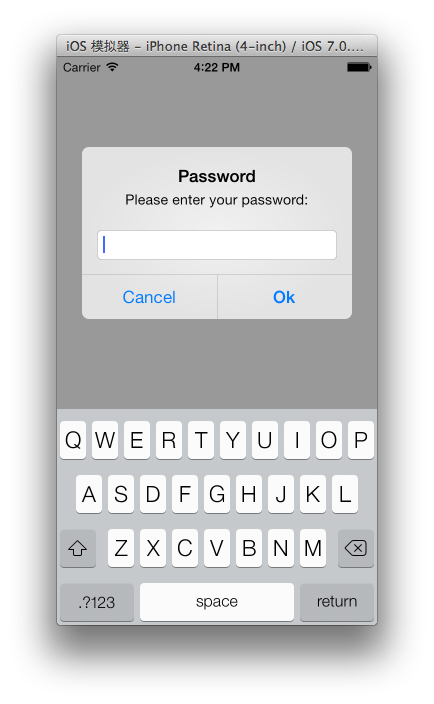 iOS 模拟器 - iPhone Retina (4-inch) / iOS 7.0....
Carrier 4:22 PM
Password
Please enter your password:
Cancel Ok
Q W E R T Y U I O P
A S D F G H J K L
Z X C V B N M
.?123 space return